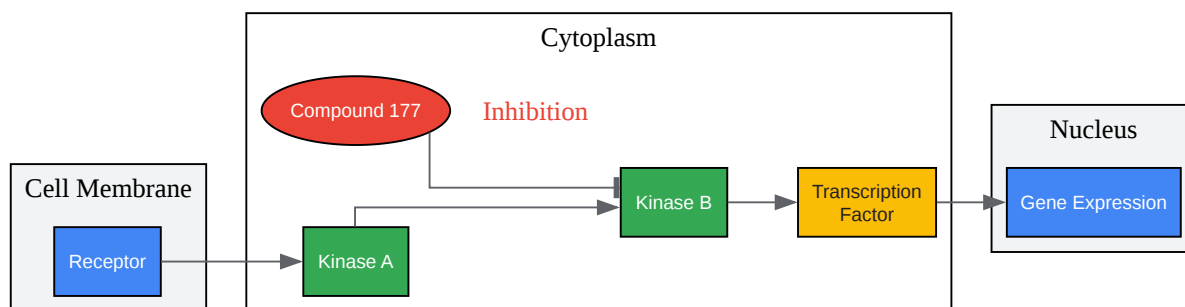 Cytoplasm
Compound 177
Inhibition
Nucleus
Cell Membrane
Kinase B
Transcription
Factor
Gene Expression
Receptor
Kinase A